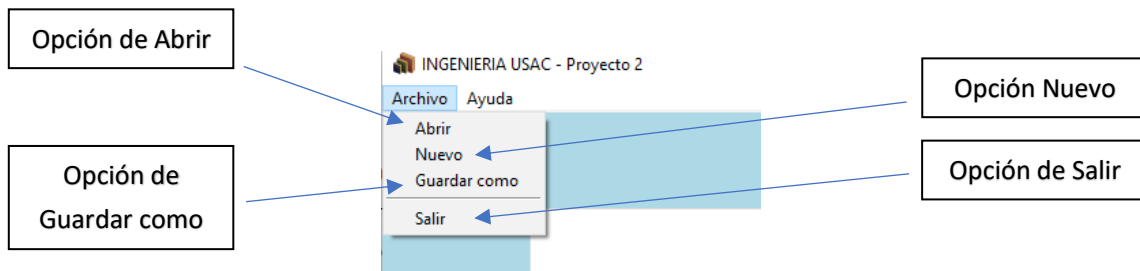 Opción de Abrir
INGENIERIA USAC - Proyecto 2
Archivo Ayuda
Abrir
Nuevo
Guardar como
Salir
Opción Nuevo
Opción de
Guardar como
Opción de Salir